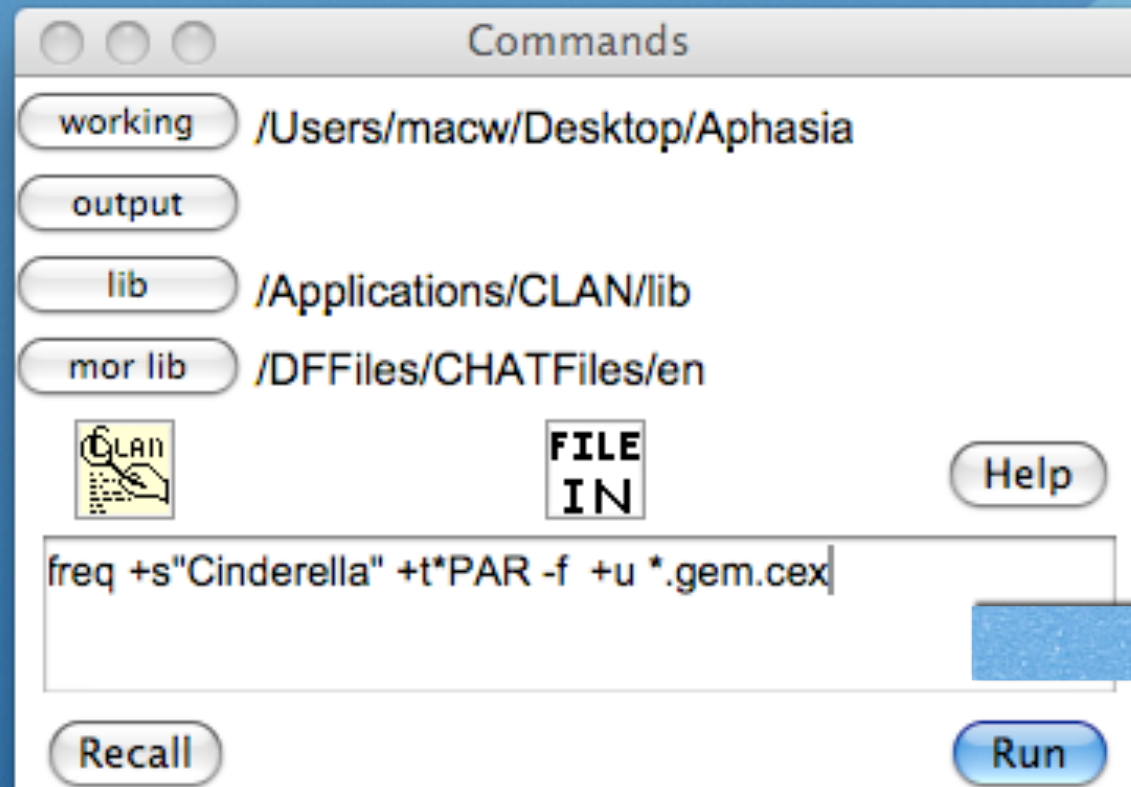 Commands
working /Users/macw/Desktop/Aphasia
output
lib /Applications/CLAN/lib
mor lib /DFFiles/CHATFiles/en
CLAN
FILE
IN
Help
freq +s"Cinderella" +t*PAR -f  +u *.gem.cex
Recall
Run